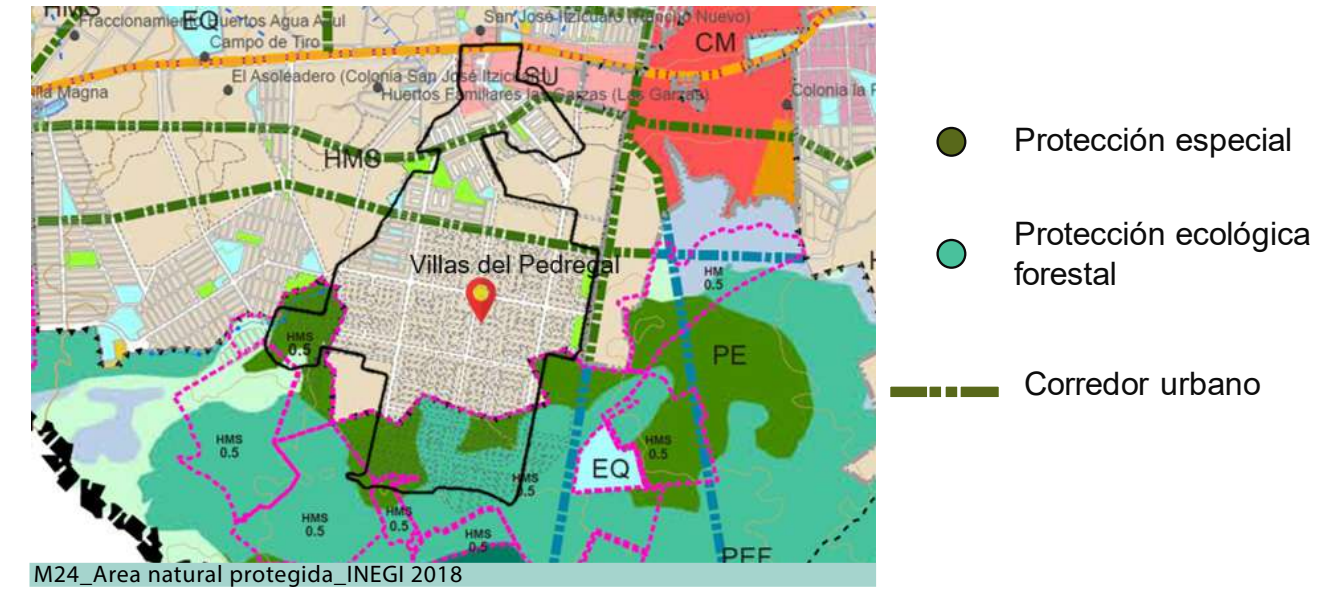 HMS
EQ
Fraccionamiento Huertos Agua Azul
San José Itzícuaro (Rancho Nuevo)
Campo de Tiro
CM
El Asoleadero (Colonia San José Itzícuaro)
SU
Magna
Huertos Familiares las Garzas (Las Garzas)
Colonia la
HMS
Villas del Pedregal
HM
0.5
HMS
0.5
PE
HMS
0.5
HMS
0.5
EQ
HMS
0.5
HMS
0.5
HMS
0.5
HMS
0.5
PEF
M24_Area natural protegida_INEGI 2018
Protección especial
Protección ecológica
forestal
Corredor urbano